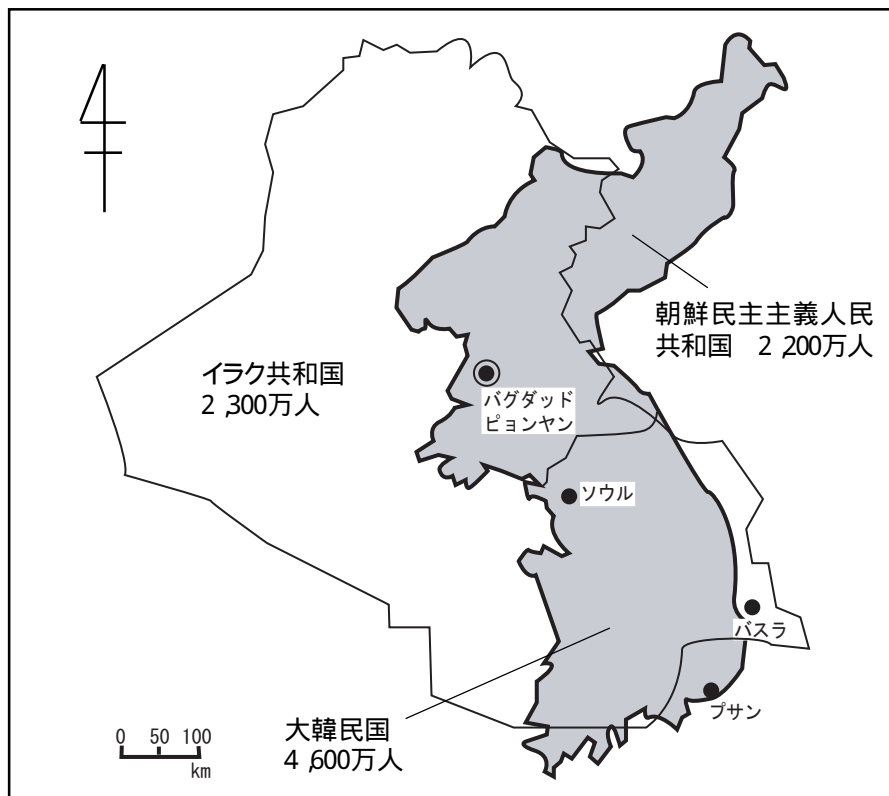 朝鮮民主主義人民
共和国 2,200万人
イラク共和国
2,300万人
バグダッド
ピョンヤン
ソウル
バスラ
プサン
大韓民国
4,600万人
0 50 100
km